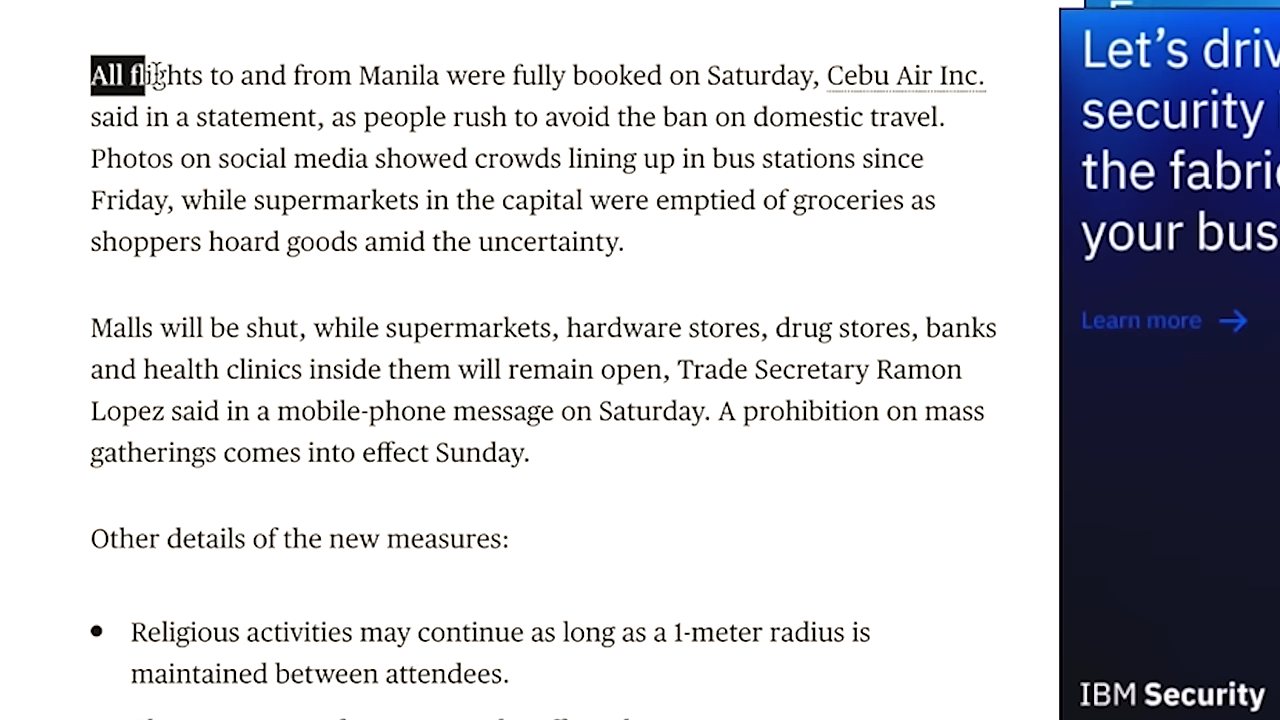 All flights to and from Manila were fully booked on Saturday, Cebu Air Inc.
said in a statement, as people rush to avoid the ban on domestic travel.
Photos on social media showed crowds lining up in bus stations since
Friday, while supermarkets in the capital were emptied of groceries as
shoppers hoard goods amid the uncertainty.
Malls will be shut, while supermarkets, hardware stores, drug stores, banks
and health clinics inside them will remain open, Trade Secretary Ramon
Lopez said in a mobile-phone message on Saturday. A prohibition on mass
gatherings comes into effect Sunday.
Other details of the new measures:
• Religious activities may continue as long as a 1-meter radius is
maintained between attendees.
Let's driv
security
the fabri
your bus
Learn more →
IBM Security